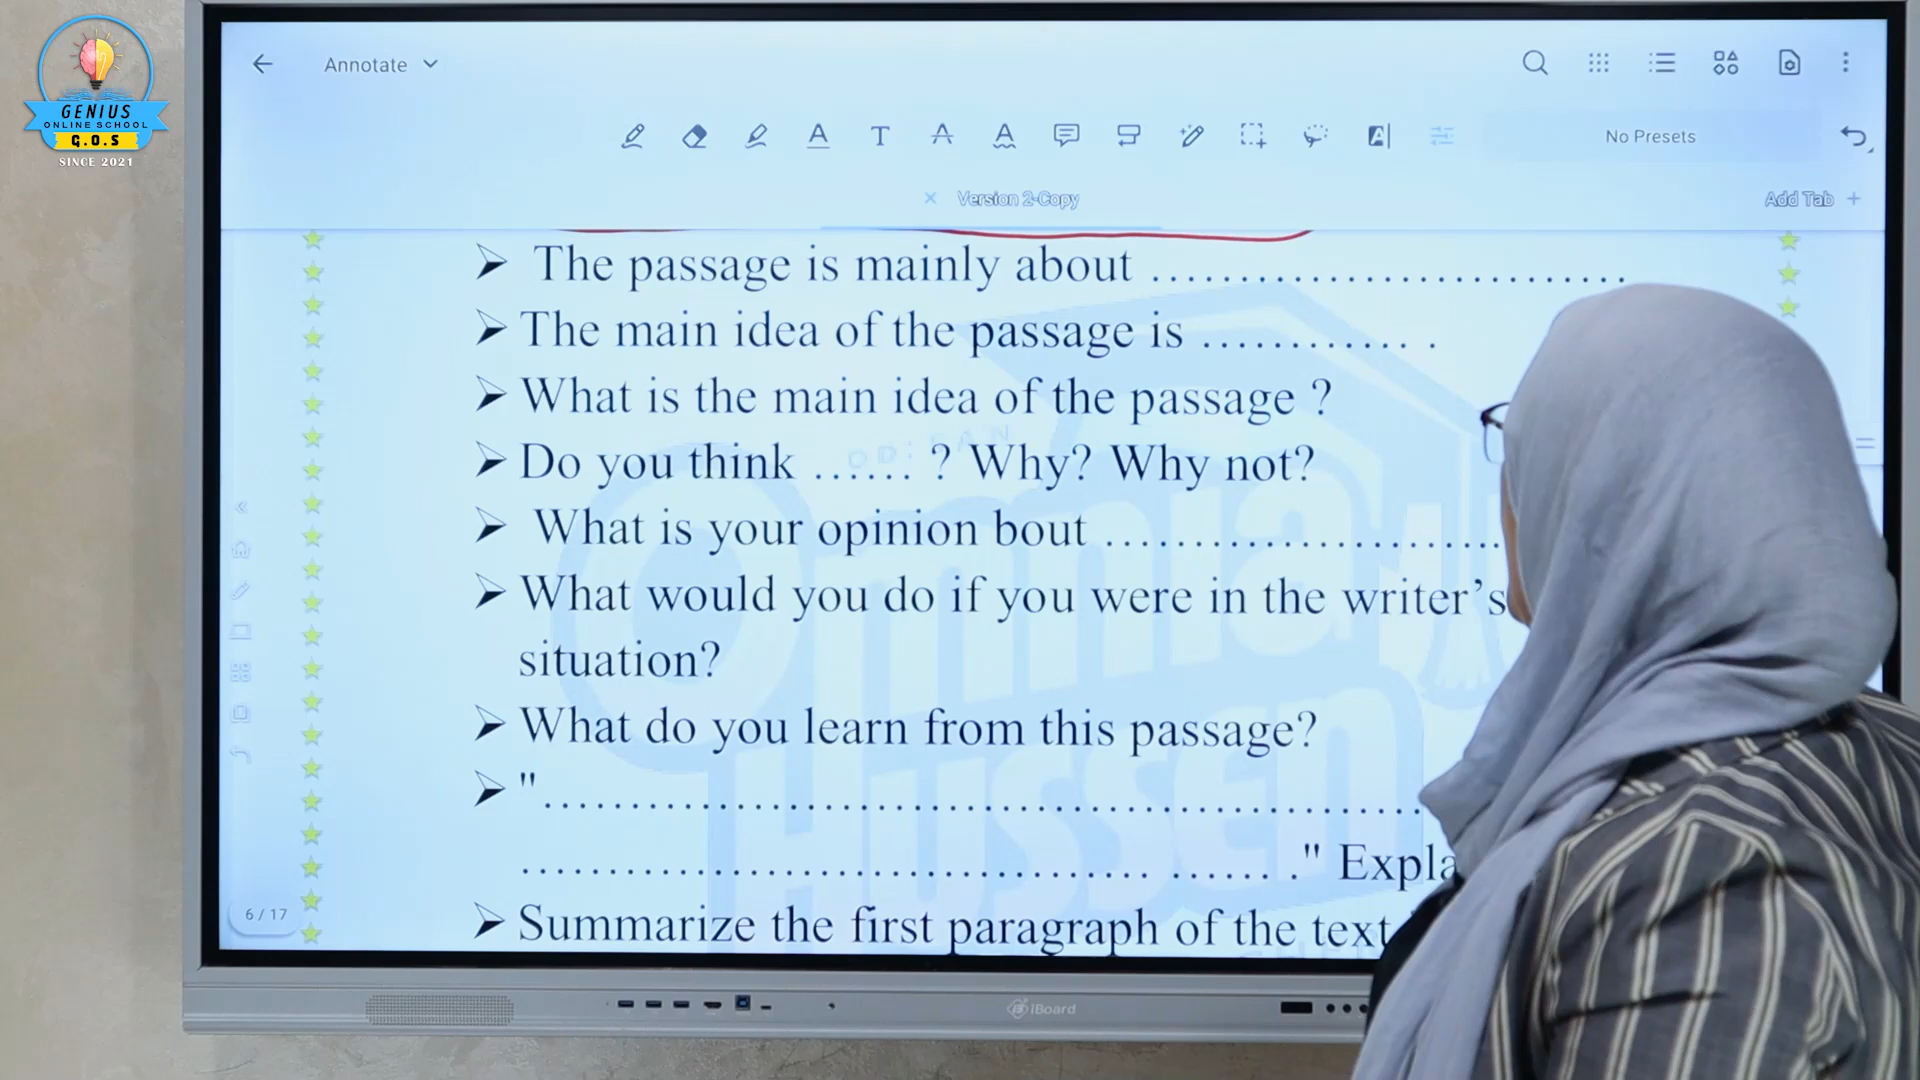 GENIUS
ONLINE SCHOOL
G.O.S
SINCE 2021
Annotate
No Presets
Version 2-Copy
Add Tab
The passage is mainly about ............................
The main idea of the passage is ............. .
What is the main idea of the passage ?
Do you think ...... ? Why? Why not?
What is your opinion bout ........................
What would you do if you were in the writer's
situation?
What do you learn from this passage?
"..........................................................
.......................................... ......." Expla
Summarize the first paragraph of the text
6 / 17
Omnia
Hussen
iBoard